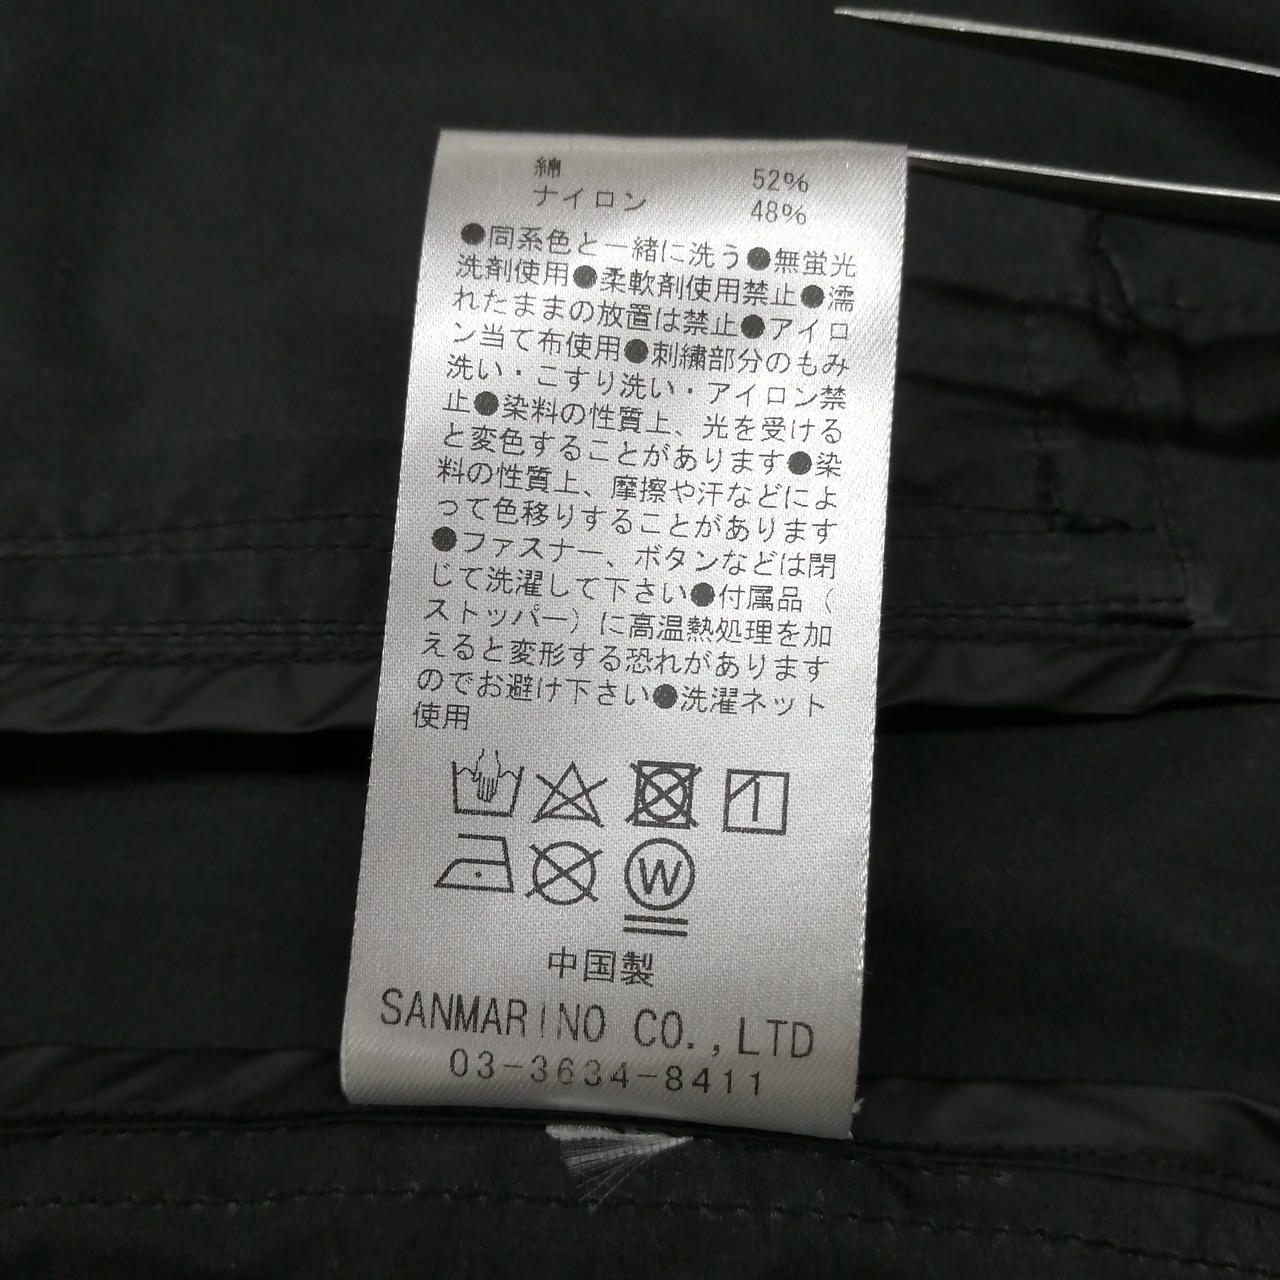 綿 52%
ナイロン 48%
●同系色と一緒に洗う●無蛍光
洗剤使用●柔軟剤使用禁止●濡
れたままの放置は禁止●アイロ
ン当て布使用●刺繍部分のもみ
洗い・こすり洗い・アイロン禁
止●染料の性質上、光を受ける
と変色することがあります●染
料の性質上、摩擦や汗などによ
って色移りすることがあります
●ファスナー、ボタンなどは閉
じて洗濯して下さい●付属品（
ストッパー）に高温熱処理を加
えると変形する恐れがあります
のでお避け下さい●洗濯ネット
使用
W
中国製
SANMARINO CO.,LTD
03-3634-8411